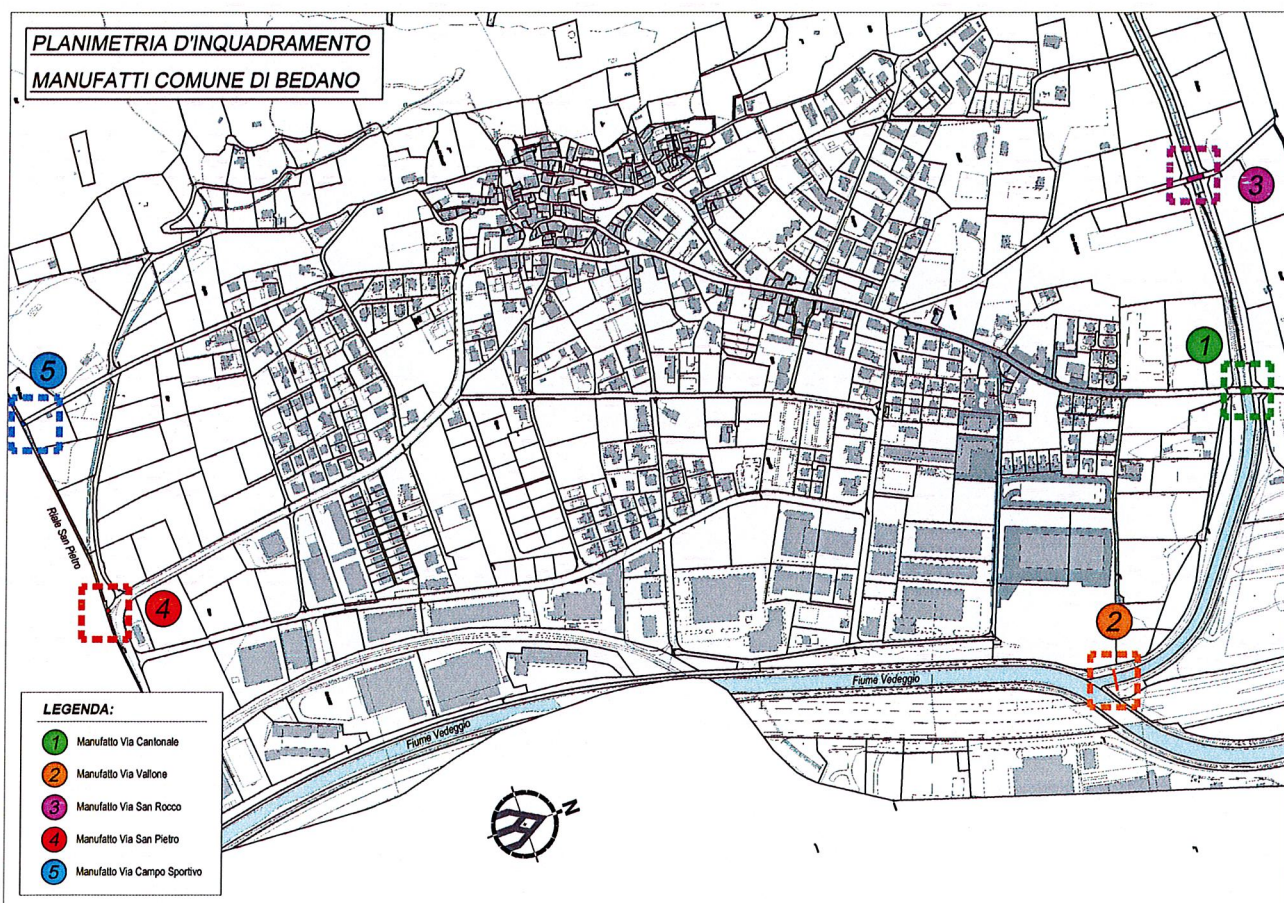 PLANIMETRIA D'INQUADRAMENTO
MANUFATTI COMUNE DI BEDANO
3
1
5
Riale San Pietro
4
2
Fiume Vedeggio
Fiume Vedeggio
N
LEGENDA:
1 Manufatto Via Cantonale
2 Manufatto Via Vallone
3 Manufatto Via San Rocco
4 Manufatto Via San Pietro
5 Manufatto Via Campo Sportivo